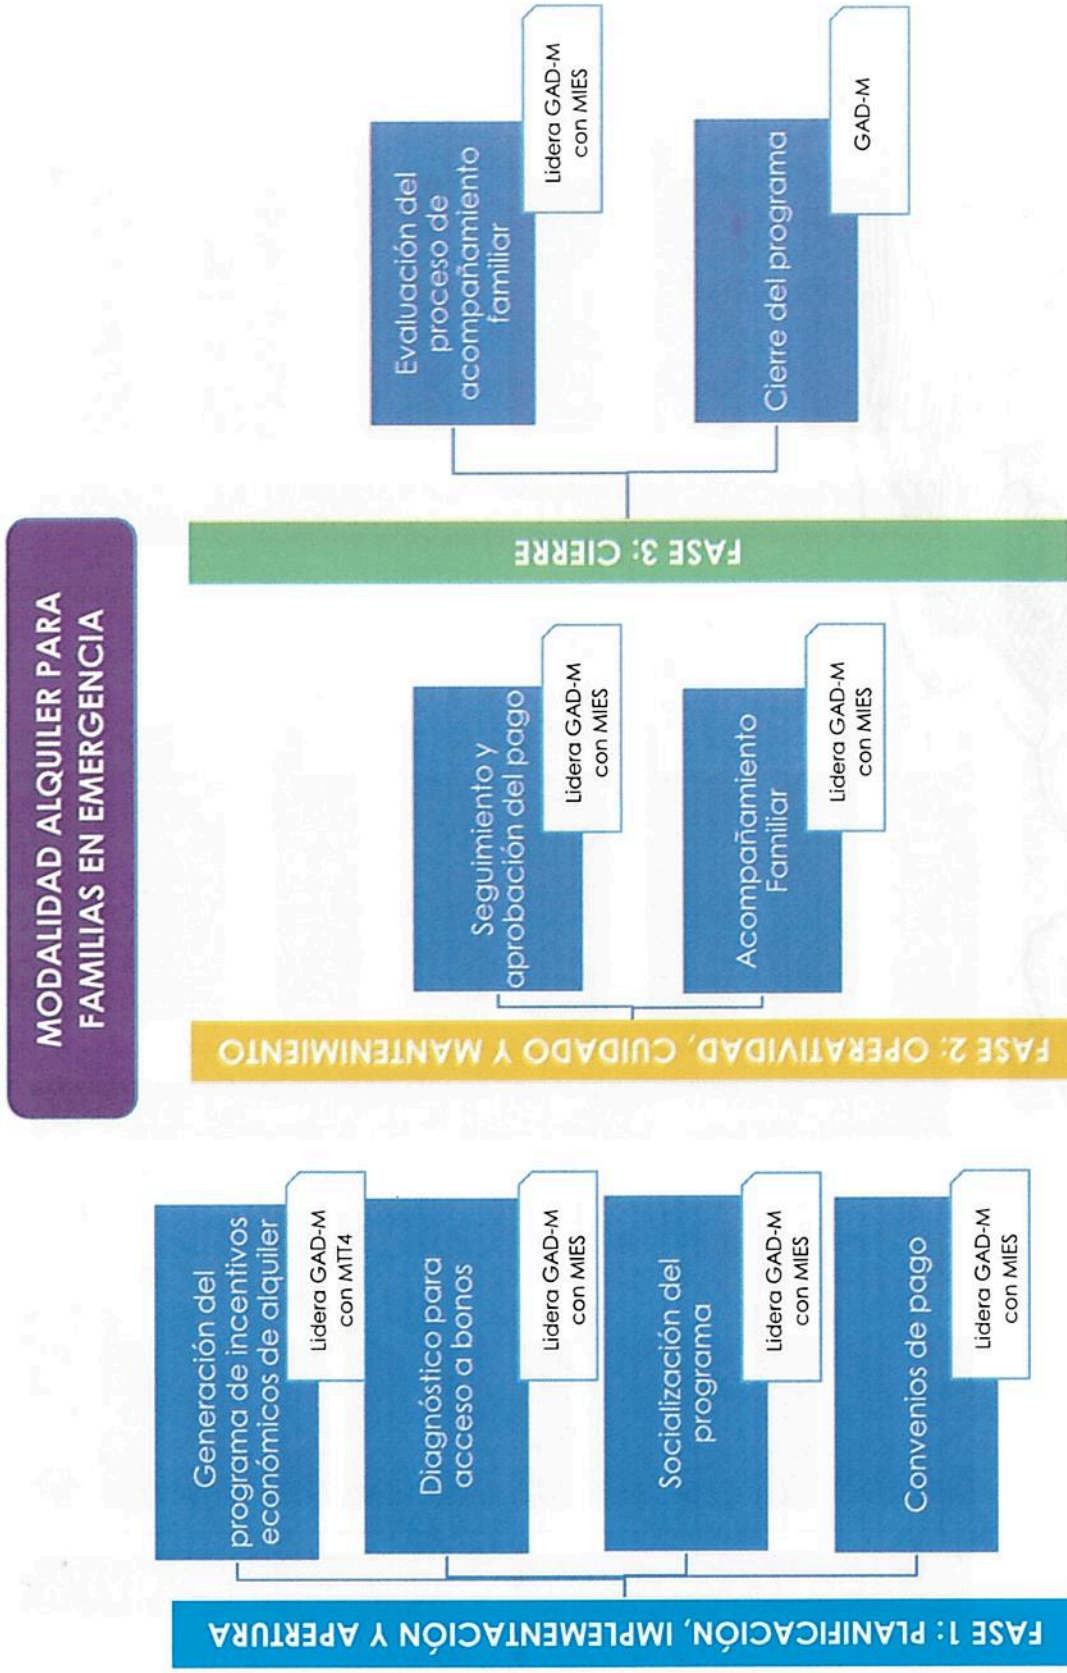 MODALIDAD ALQUILER PARA
FAMILIAS EN EMERGENCIA
FASE 1: PLANIFICACIÓN, IMPLEMENTACIÓN Y APERTURA
Generación del
programa de incentivos
económicos de alquiler
Lidera GAD-M
con MTT4
Diagnóstico para
acceso a bonos
Lidera GAD-M
con MIES
Socialización del
programa
Lidera GAD-M
con MIES
Convenios de pago
Lidera GAD-M
con MIES
FASE 2: OPERATIVIDAD, CUIDADO Y MANTENIMIENTO
Seguimiento y
aprobación del pago
Lidera GAD-M
con MIES
Acompañamiento
Familiar
Lidera GAD-M
con MIES
FASE 3: CIERRE
Evaluación del
proceso de
acompañamiento
familiar
Lidera GAD-M
con MIES
Cierre del programa
GAD-M